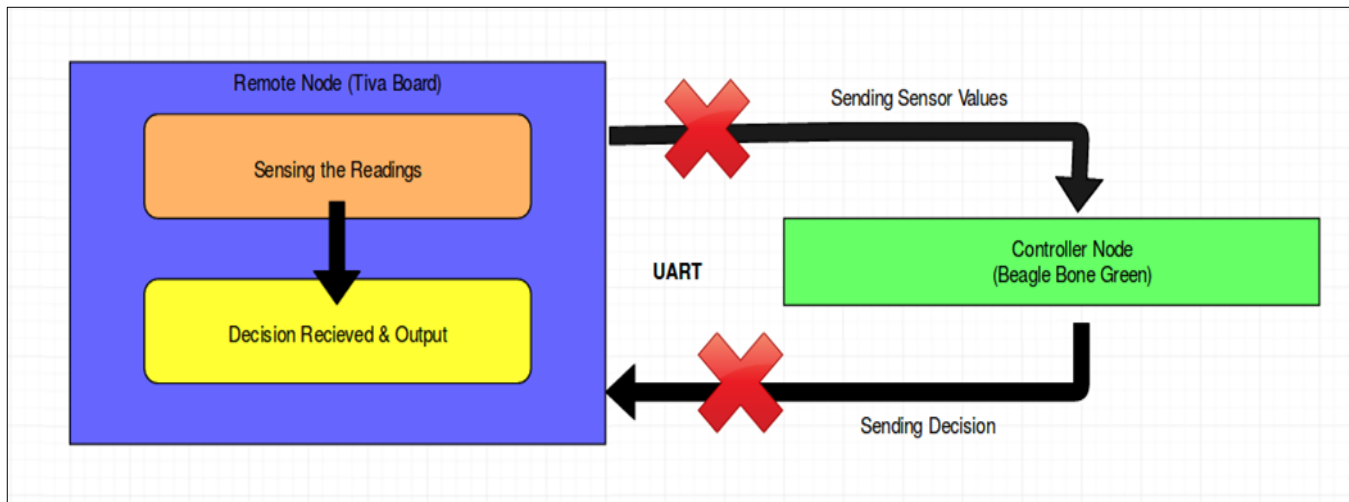 Remote Node (Tiva Board)
Sensing the Readings
Decision Recieved & Output
Sending Sensor Values
UART
Controller Node
(Beagle Bone Green)
Sending Decision